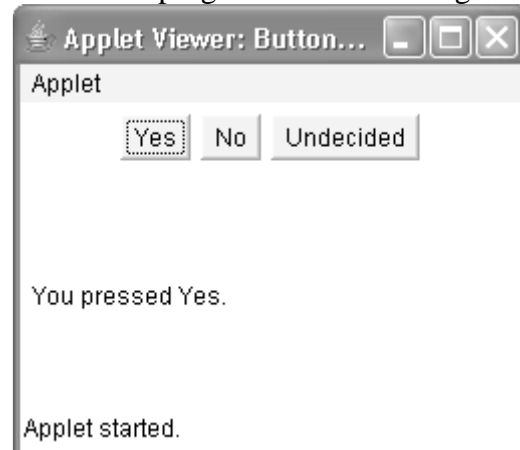 Applet Viewer: Button...
Applet
Yes No Undecided
You pressed Yes.
Applet started.